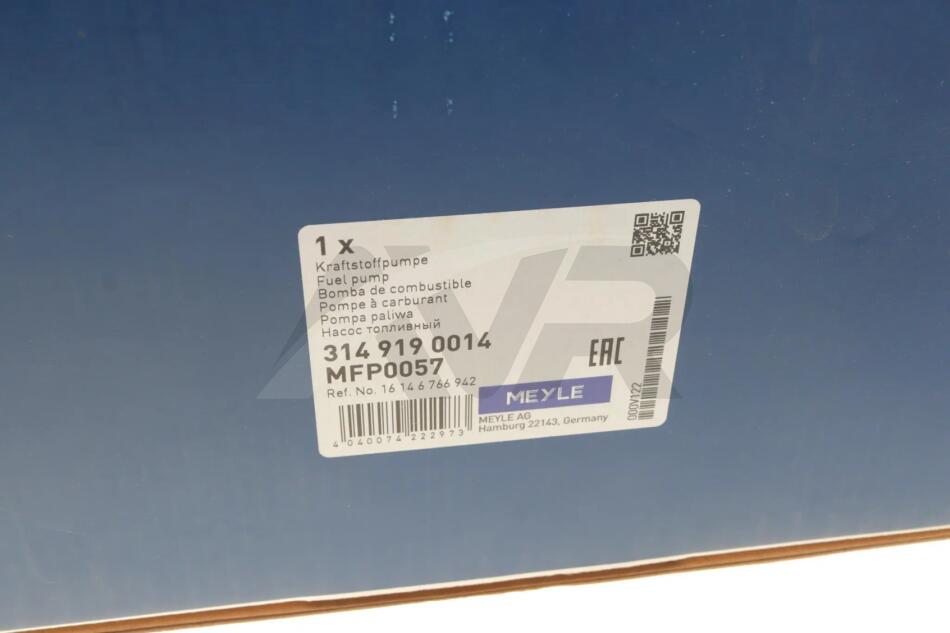 1 x
Kraftstoffpumpe
Fuel pump
Bomba de combustible
Pompe à carburant
Pompa paliwa
Насос топливный
314 919 0014
MFP0057
Ref. No. 16 14 6 766 942
EAC
MEYLE
MEYLE AG
Hamburg 22143, Germany
4 040074 222973
000V122
AVR